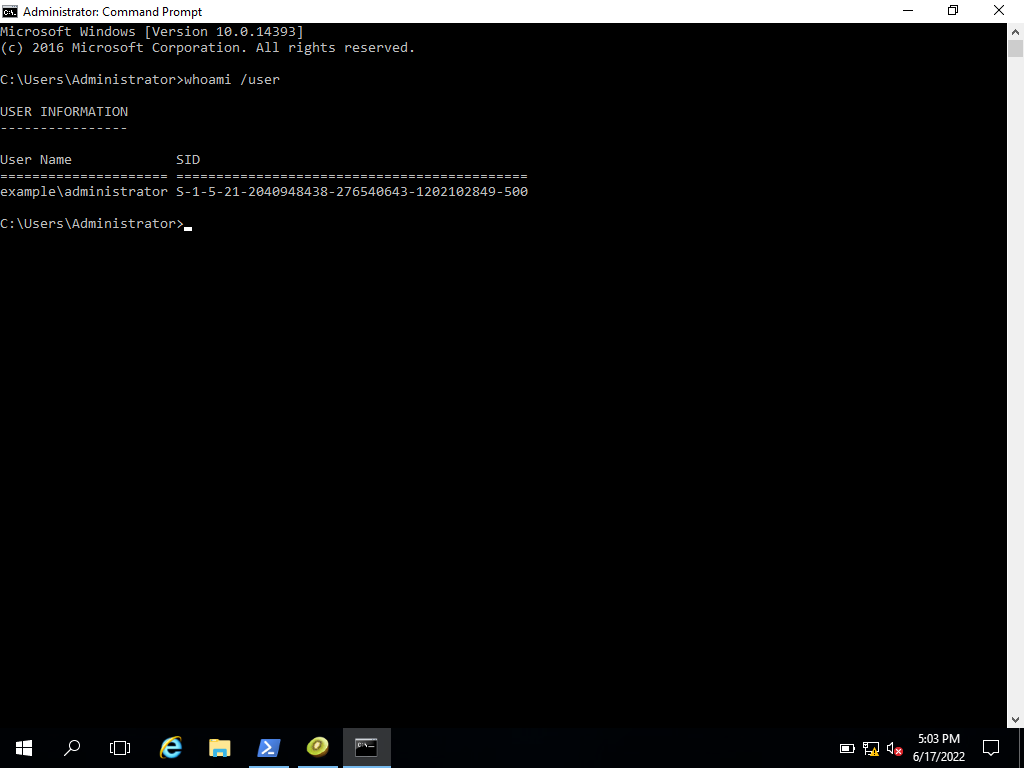 Administrator: Command Prompt
Microsoft Windows [Version 10.0.14393]
(c) 2016 Microsoft Corporation. All rights reserved.
C:\Users\Administrator>whoami /user
USER INFORMATION
----------------
User Name             SID
===================== ============================================
example\administrator S-1-5-21-2040948438-276540643-1202102849-500
C:\Users\Administrator>
5:03 PM
6/17/2022